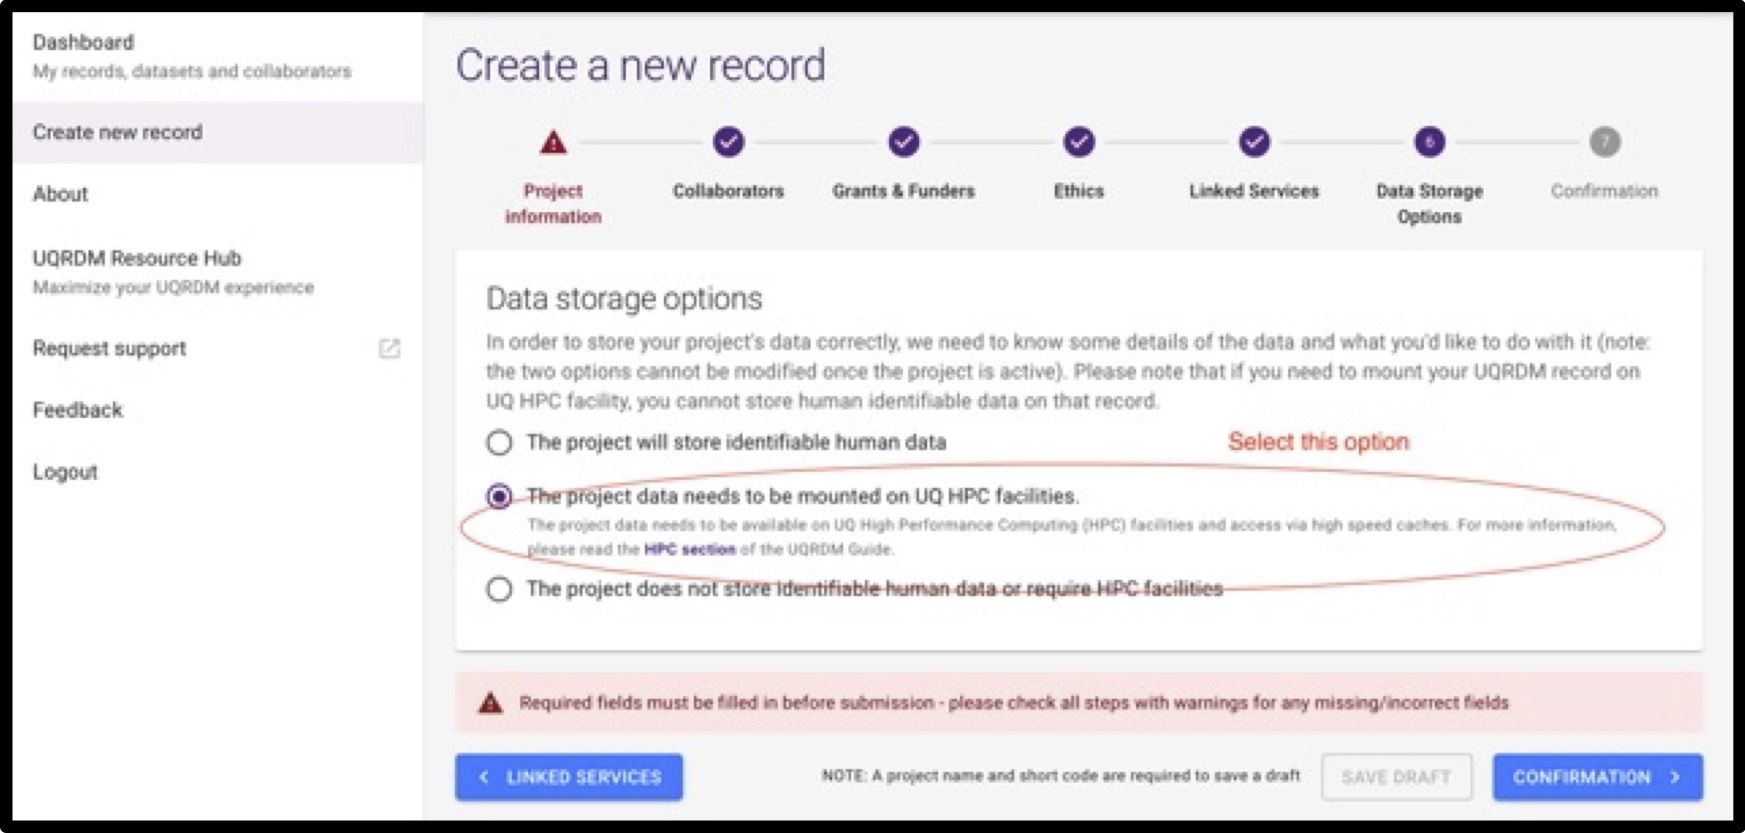 Dashboard
My records, datasets and collaborators
Create new record
About
UQRDM Resource Hub
Maximize your UQRDM experience
Request support
Feedback
Logout
Create a new record
Project
information
Collaborators
Grants & Funders
Ethics
Linked Services
6
Data Storage
Options
7
Confirmation
Data storage options
In order to store your project's data correctly, we need to know some details of the data and what you'd like to do with it (note:
the two options cannot be modified once the project is active). Please note that if you need to mount your UQRDM record on
UQ HPC facility, you cannot store human identifiable data on that record.
The project will store identifiable human data
Select this option
The project data needs to be mounted on UQ HPC facilities.
The project data needs to be available on UQ High Performance Computing (HPC) facilities and access via high speed caches. For more information,
please read the HPC section of the UQRDM Guide.
The project does not store identifiable human data or require HPC facilities
Required fields must be filled in before submission - please check all steps with warnings for any missing/incorrect fields
< LINKED SERVICES
NOTE: A project name and short code are required to save a draft
SAVE DRAFT
CONFIRMATION >